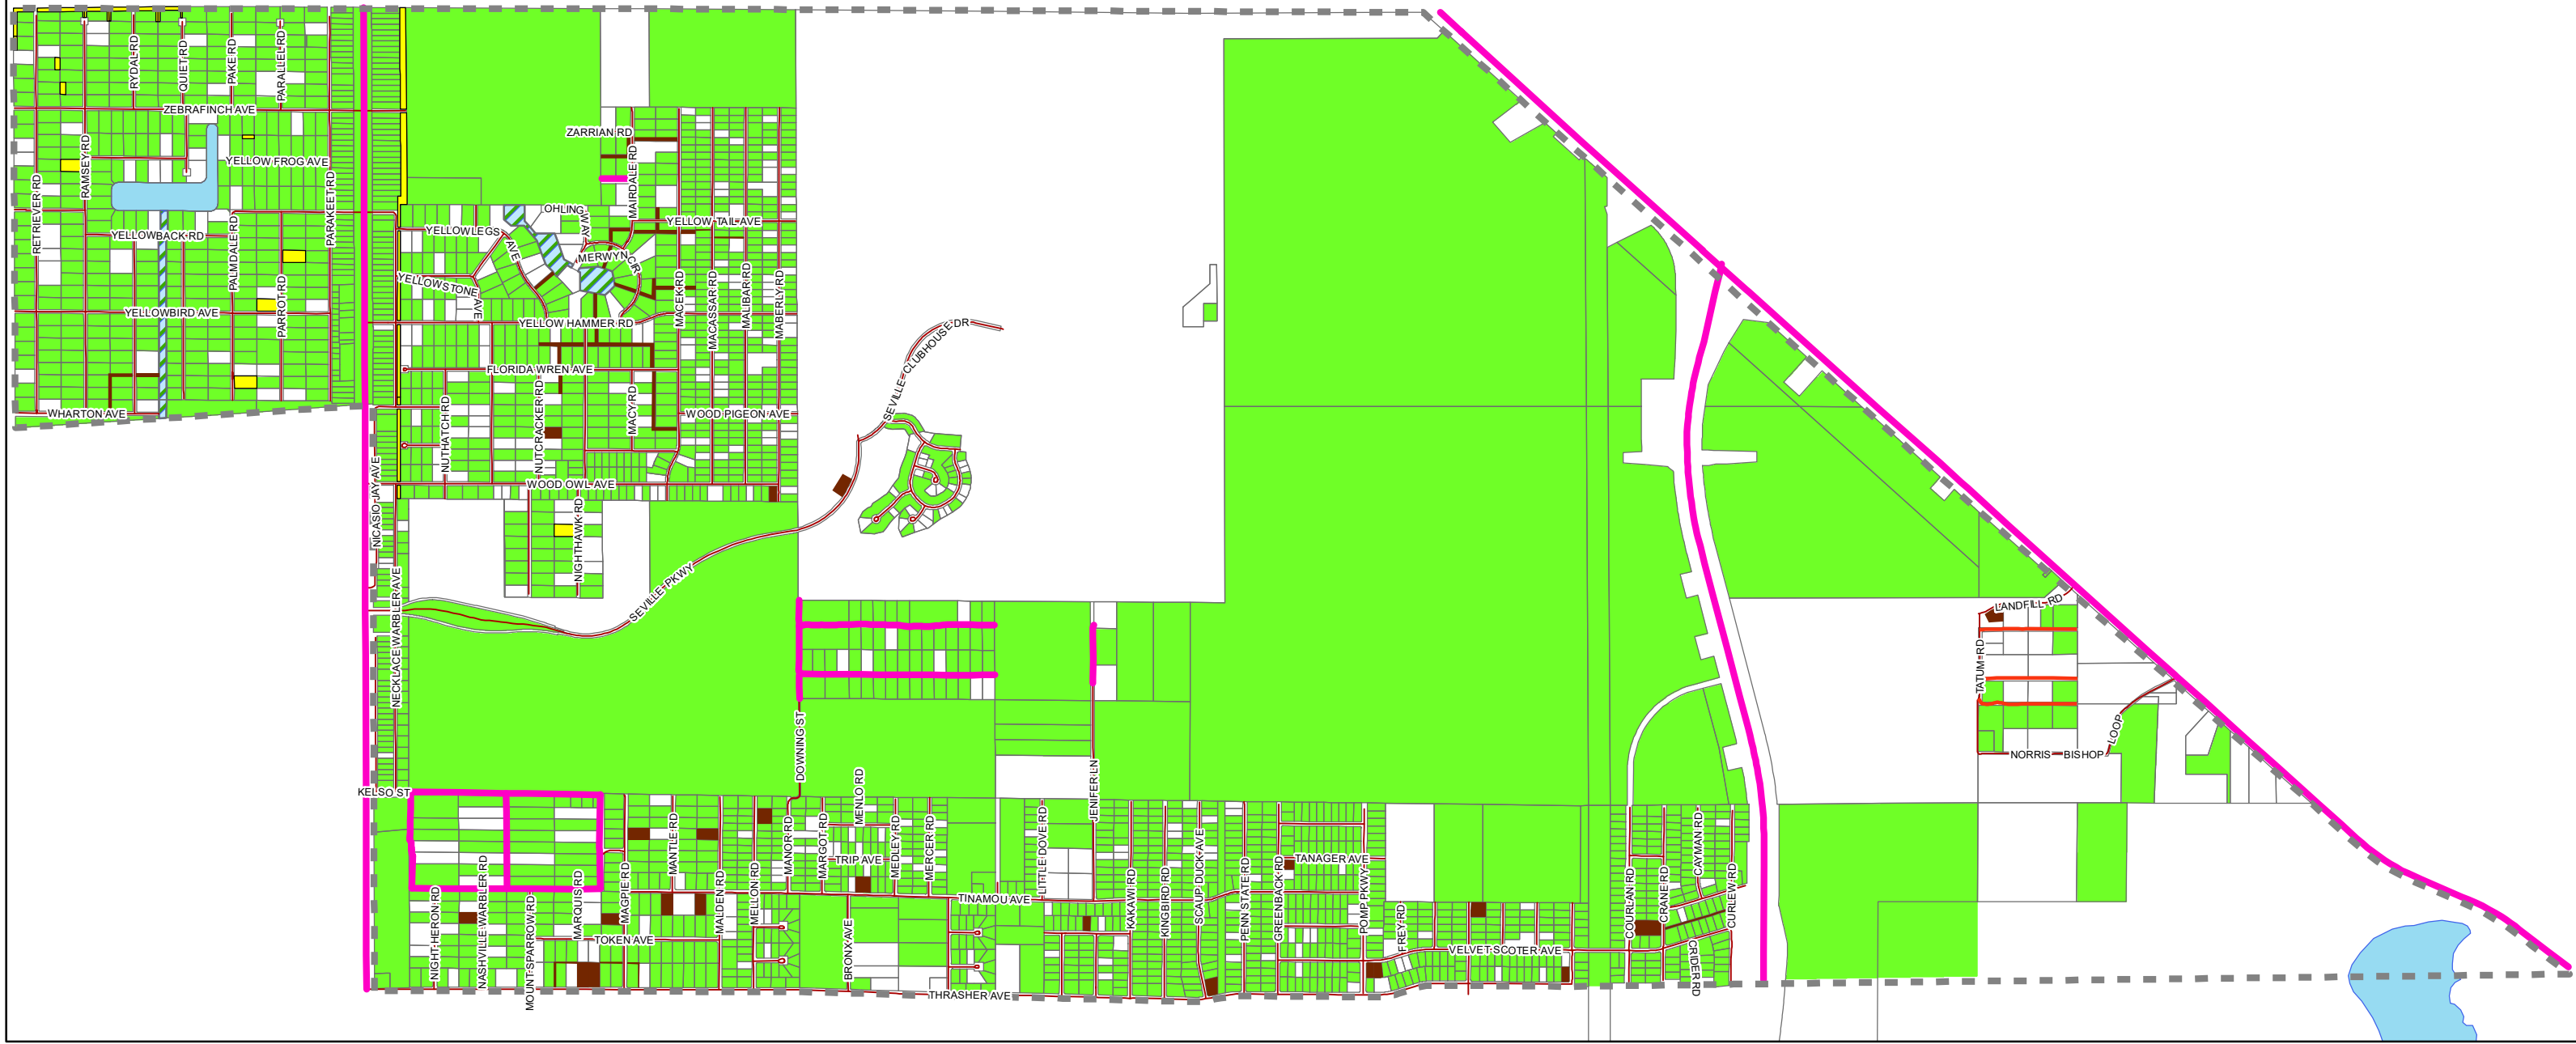 RYDAL RD
QUIET RD
PAKE RD
PARALLEL RD
ZEBRAFINCH AVE
ZARRIAN RD
RAMSEY RD
YELLOW FROG AVE
MAIRDALE RD
RETRIEVER RD
PARAKEET RD
OHLING
WAY
YELLOW TAIL AVE
YELLOWBACK RD
PALMDALE RD
YELLOWLEGS
AVE
MERWYN
CIR
YELLOWSTONE
AVE
PARROT RD
MACEK RD
MACASSAR RD
MALIBAR RD
MABERLY RD
YELLOWBIRD AVE
YELLOW HAMMER RD
SEVILLE CLUBHOUSE DR
FLORIDA WREN AVE
WHARTON AVE
NUTHATCH RD
NUTCRACKER RD
MACY RD
WOOD PIGEON AVE
NICASIO JAY AVE
WOOD OWL AVE
NIGHTHAWK RD
NECKLACE WARBLER AVE
SEVILLE PKWY
LANDFILL RD
TATUM RD
NORRIS BISHOP
LOOP
DOWNING ST
JENIFER LN
KELSO ST
MENLO RD
MANTLE RD
MANOR RD
MARGOT RD
MEDLEY RD
MERCER RD
LITTLE DOVE RD
TRIP AVE
TANAGER AVE
CAYMAN RD
NIGHT HERON RD
NASHVILLE WARBLER RD
MOUNT SPARROW RD
MARQUIS RD
MAGPIE RD
MALDEN RD
MELLON RD
TINAMOU AVE
KAKAWI RD
KINGBIRD RD
SCAUP DUCK AVE
PENN STATE RD
GREENBACK RD
POMP PKWY
FREY RD
COURLAN RD
CRANE RD
CURLEW RD
TOKEN AVE
BRONX AVE
VELVET SCOTER AVE
CRIDER RD
THRASHER AVE